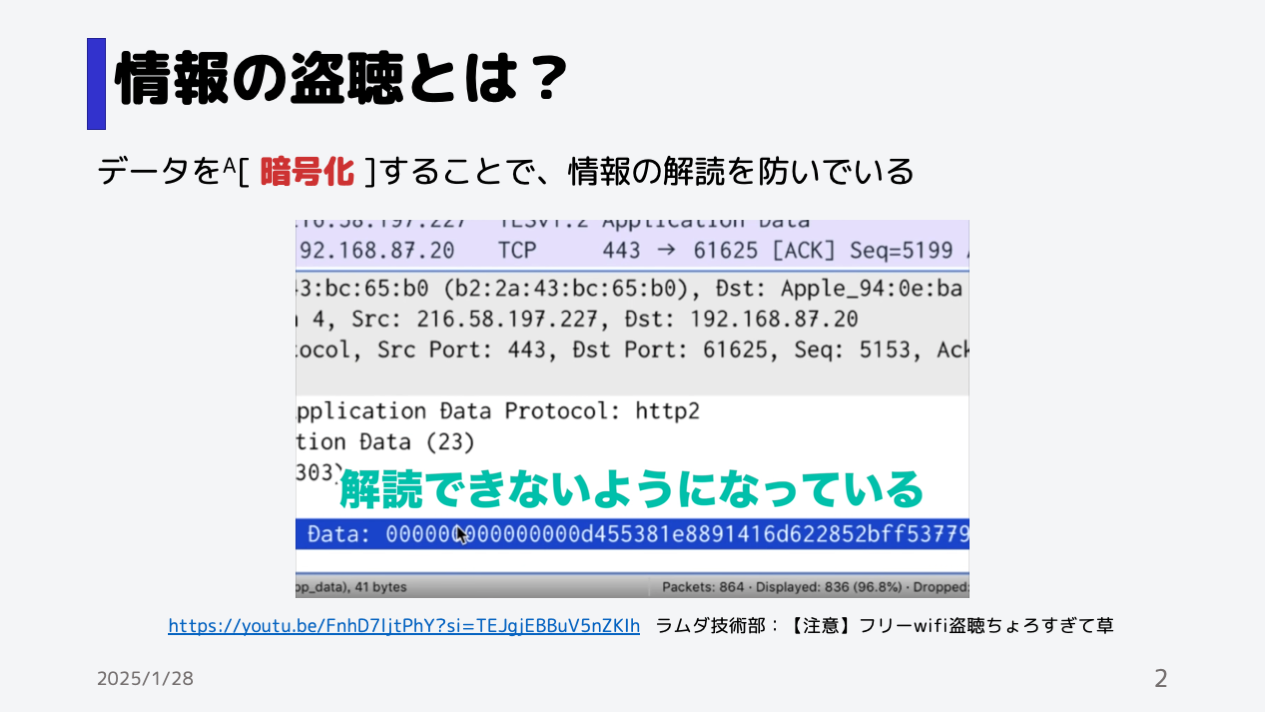 情報の盗聴とは？
データをA[ 暗号化 ]することで、情報の解読を防いでいる
.16.58.197.227 TLSv1.2 Application Data
92.168.87.20 TCP 443 → 61625 [ACK] Seq=5199
43:bc:65:b0 (b2:2a:43:bc:65:b0), Dst: Apple_94:0e:ba
4, Src: 216.58.197.227, Dst: 192.168.87.20
tocol, Src Port: 443, Dst Port: 61625, Seq: 5153, Ack
pplication Data Protocol: http2
tion Data (23)
303)
解読できないようになっている
Data: 000000000000000d455381e8891416d622852bff53779
pp_data), 41 bytes Packets: 864 · Displayed: 836 (96.8%) · Dropped:
https://youtu.be/FnhD7IjtPhY?si=TEJgjEBBuV5nZKIh ラムダ技術部：【注意】フリーwifi盗聴ちょろすぎて草
2025/1/28
2